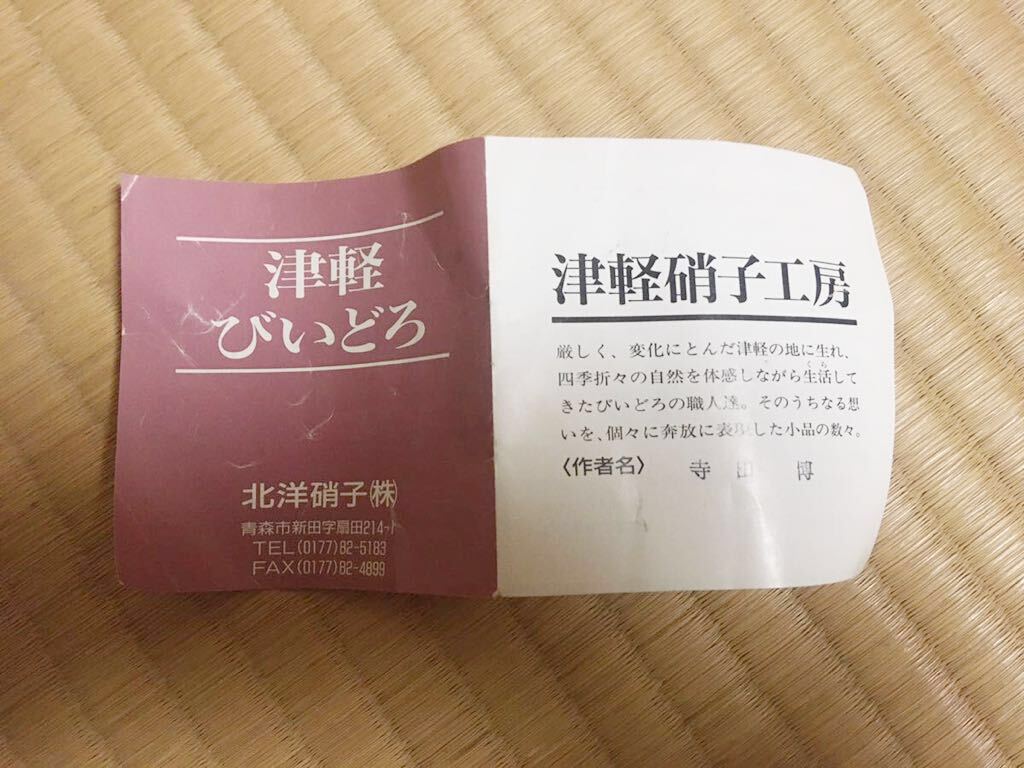 津軽
びいどろ
北洋硝子(株)
青森市新田字扇田214-1
TEL(0177)82-5183
FAX(0177)82-4899
津軽硝子工房
厳しく、変化にとんだ津軽の地に生れ、
四季折々の自然を体感しながら生活して
くら
きたびいどろの職人達。そのうちなる想
いを、個々に奔放に表現した小品の数々。
〈作者名〉 寺田 博